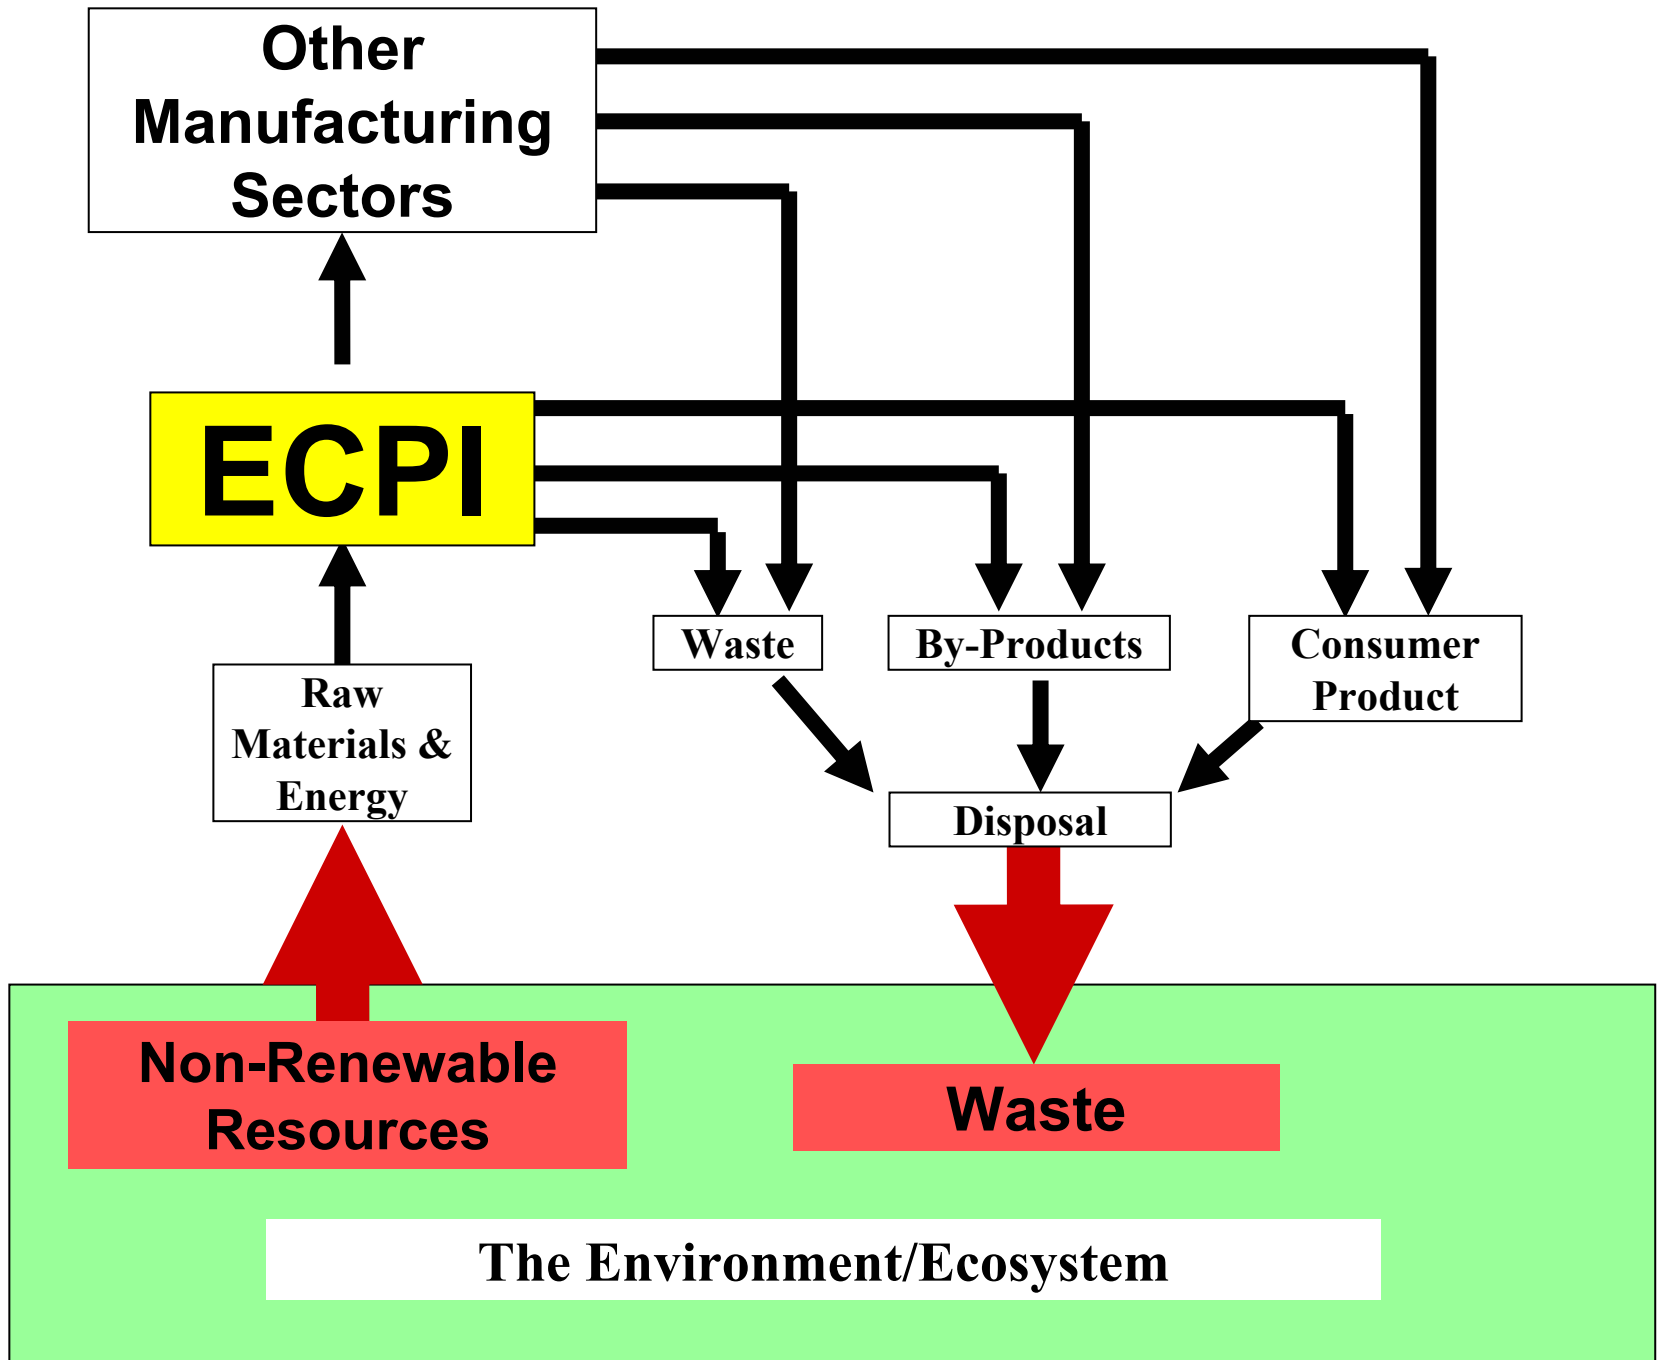 Other
Manufacturing
Sectors
ECPI
Waste
By-Products
Consumer
Product
Raw
Materials &
Energy
Disposal
Non-Renewable
Resources
Waste
The Environment/Ecosystem